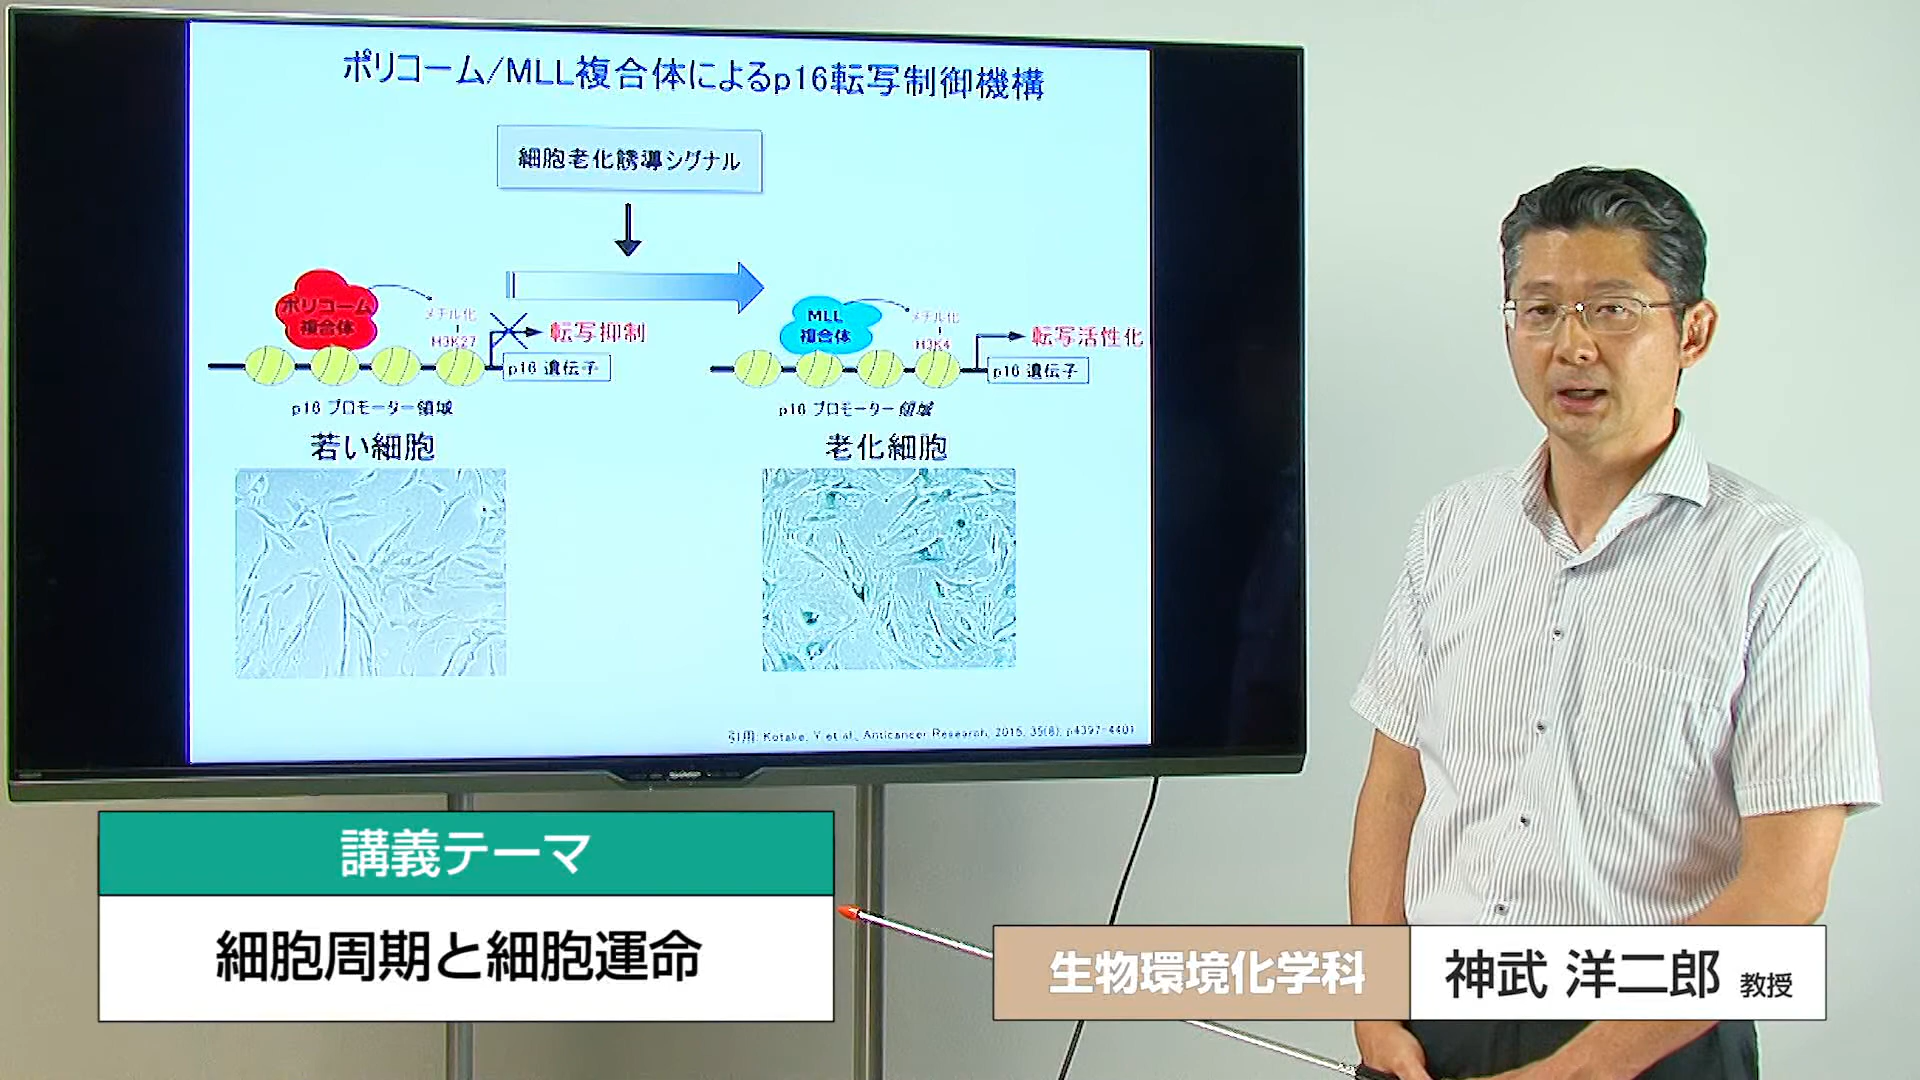 ポリコーム/MLL複合体によるp16転写制御機構
細胞老化誘導シグナル
ポリコーム
複合体
メチル化
H3K27
転写抑制
p16 遺伝子
p16 プロモーター領域
若い細胞
MLL
複合体
メチル化
H3K4
転写活性化
p16 遺伝子
p16 プロモーター領域
老化細胞
引用: Kotake, Y et al., Anticancer Research, 2015, 35(8), p4397-4401
講義テーマ
細胞周期と細胞運命
生物環境化学科
神武 洋二郎 教授